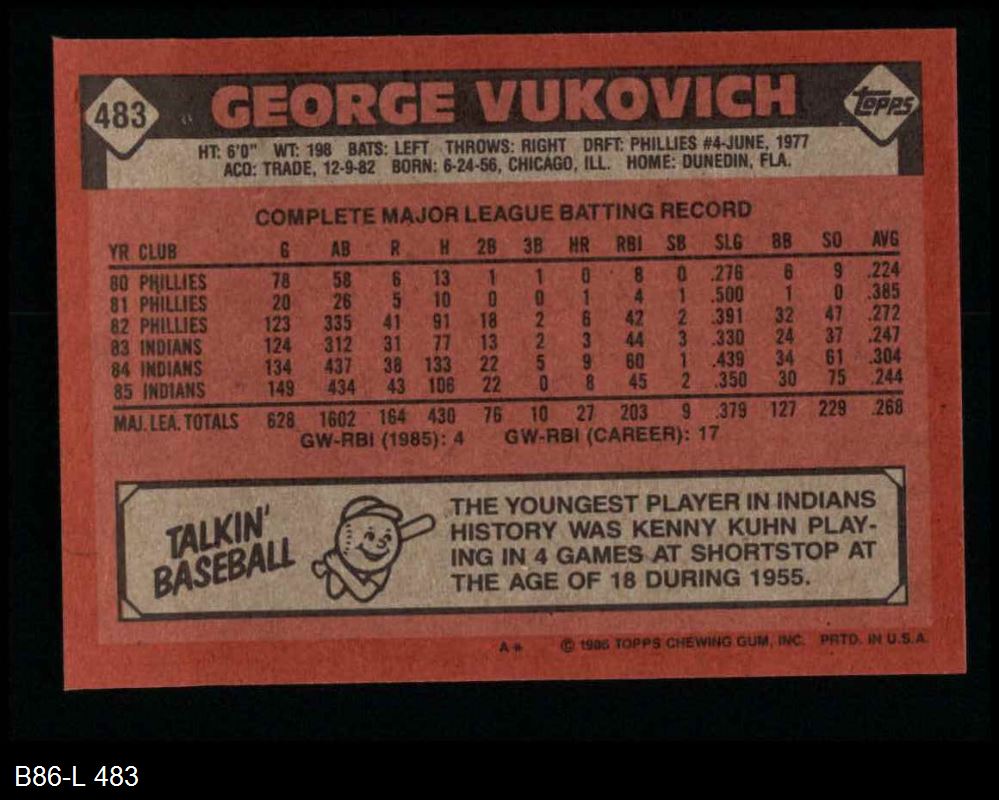 483 GEORGE VUKOVICH TOPPS
HT: 6'0" WT: 198 BATS: LEFT THROWS: RIGHT DRFT: PHILLIES #4-JUNE, 1977
ACQ: TRADE, 12-9-82 BORN: 6-24-56, CHICAGO, ILL. HOME: DUNEDIN, FLA.
COMPLETE MAJOR LEAGUE BATTING RECORD
YR CLUB G AB R H 2B 3B HR RBI SB SLG BB SO AVG
80 PHILLIES 78 58 6 13 1 1 0 8 0 .276 6 9 .224
81 PHILLIES 20 26 5 10 0 0 1 4 1 .500 1 0 .385
82 PHILLIES 123 335 41 91 18 2 6 42 2 .391 32 47 .272
83 INDIANS 124 312 31 77 13 2 3 44 3 .330 24 37 .247
84 INDIANS 134 437 38 133 22 5 9 60 1 .439 34 61 .304
85 INDIANS 149 434 43 106 22 0 8 45 2 .350 30 75 .244
MAJ. LEA. TOTALS 628 1602 164 430 76 10 27 203 9 .379 127 229 .268
GW-RBI (1985): 4 GW-RBI (CAREER): 17
TALKIN'
BASEBALL
THE YOUNGEST PLAYER IN INDIANS
HISTORY WAS KENNY KUHN PLAY-
ING IN 4 GAMES AT SHORTSTOP AT
THE AGE OF 18 DURING 1955.
A* © 1986 TOPPS CHEWING GUM, INC. PRTD. IN U.S.A.
B86-L 483